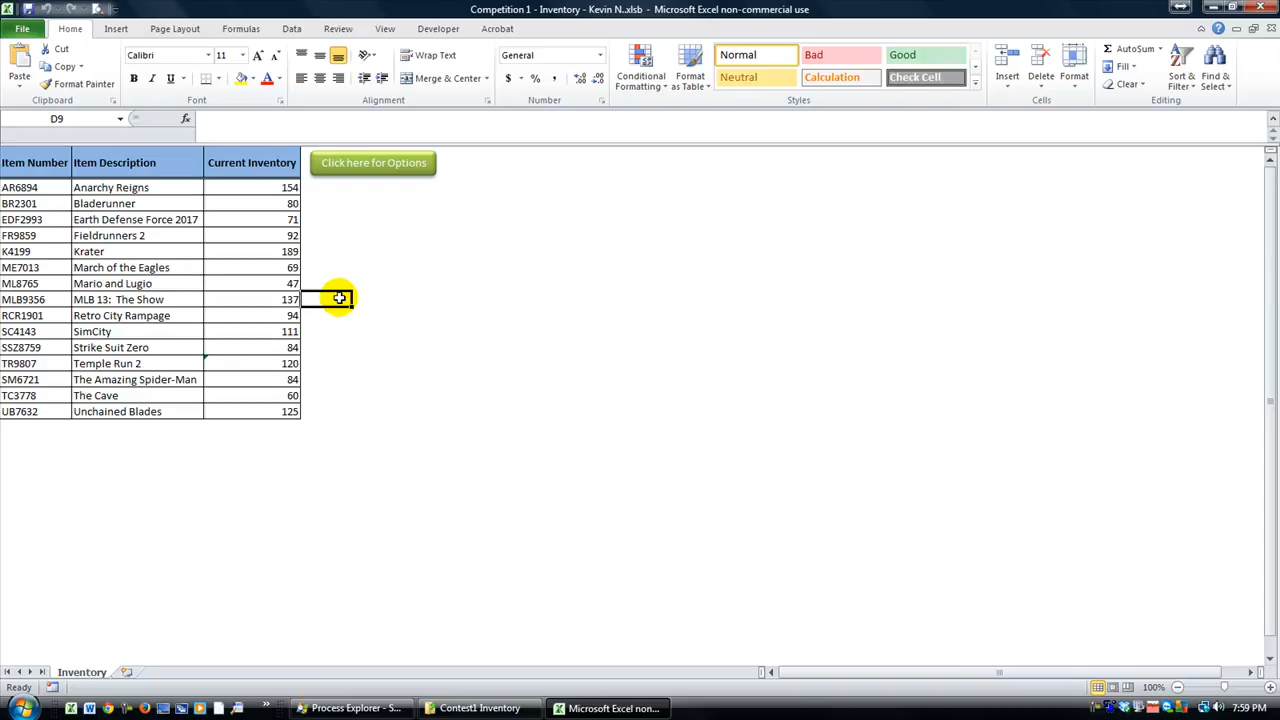 Competition 1 - Inventory - Kevin N..xlsb - Microsoft Excel non-commercial use
File Home Insert Page Layout Formulas Data Review View Developer Acrobat
Paste
Cut
Copy
Format Painter
Clipboard
Calibri 11
B I U
Font
Wrap Text
Merge & Center
Alignment
General
$ % ,
Number
Conditional Formatting
Format as Table
Normal Bad Good
Neutral Calculation Check Cell
Styles
Insert Delete Format
Cells
AutoSum
Fill
Clear
Sort & Filter
Find & Select
Editing
D9 fx
Item Number Item Description Current Inventory Click here for Options
AR6894 Anarchy Reigns 154
BR2301 Bladerunner 80
EDF2993 Earth Defense Force 2017 71
FR9859 Fieldrunners 2 92
K4199 Krater 189
ME7013 March of the Eagles 69
ML8765 Mario and Lugio 47
MLB9356 MLB 13: The Show 137
RCR1901 Retro City Rampage 94
SC4143 SimCity 111
SSZ8759 Strike Suit Zero 84
TR9807 Temple Run 2 120
SM6721 The Amazing Spider-Man 84
TC3778 The Cave 60
UB7632 Unchained Blades 125
Inventory
Ready 100%
Process Explorer - S... Contest1 Inventory Microsoft Excel non... 7:59 PM